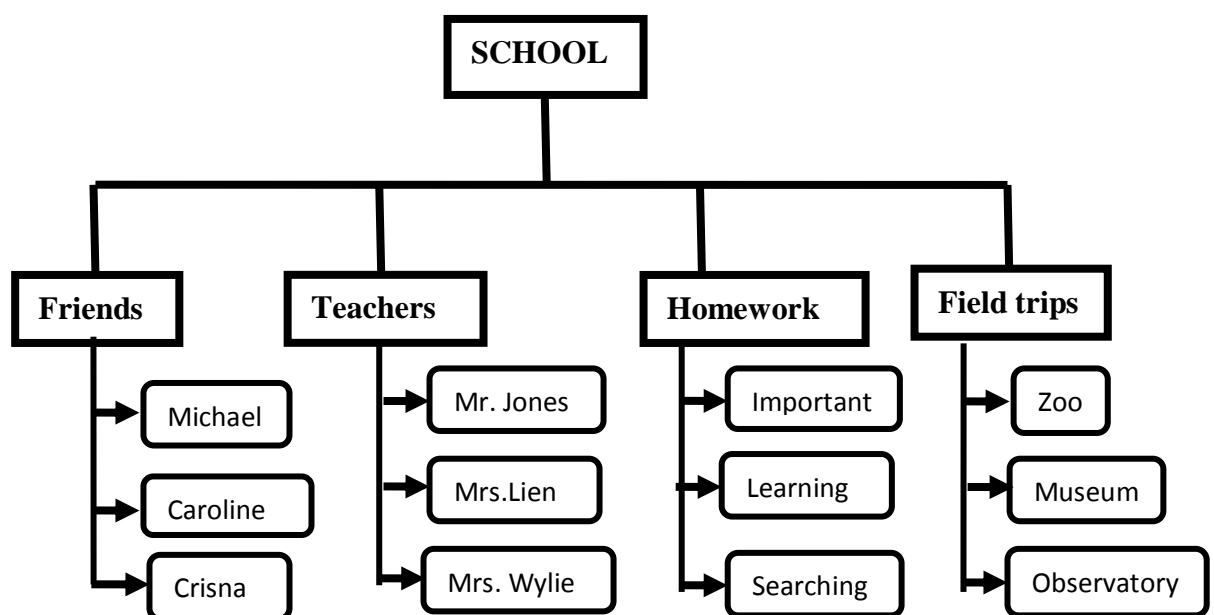 SCHOOL
Friends
Teachers
Homework
Field trips
Michael
Caroline
Crisna
Mr. Jones
Mrs.Lien
Mrs. Wylie
Important
Learning
Searching
Zoo
Museum
Observatory